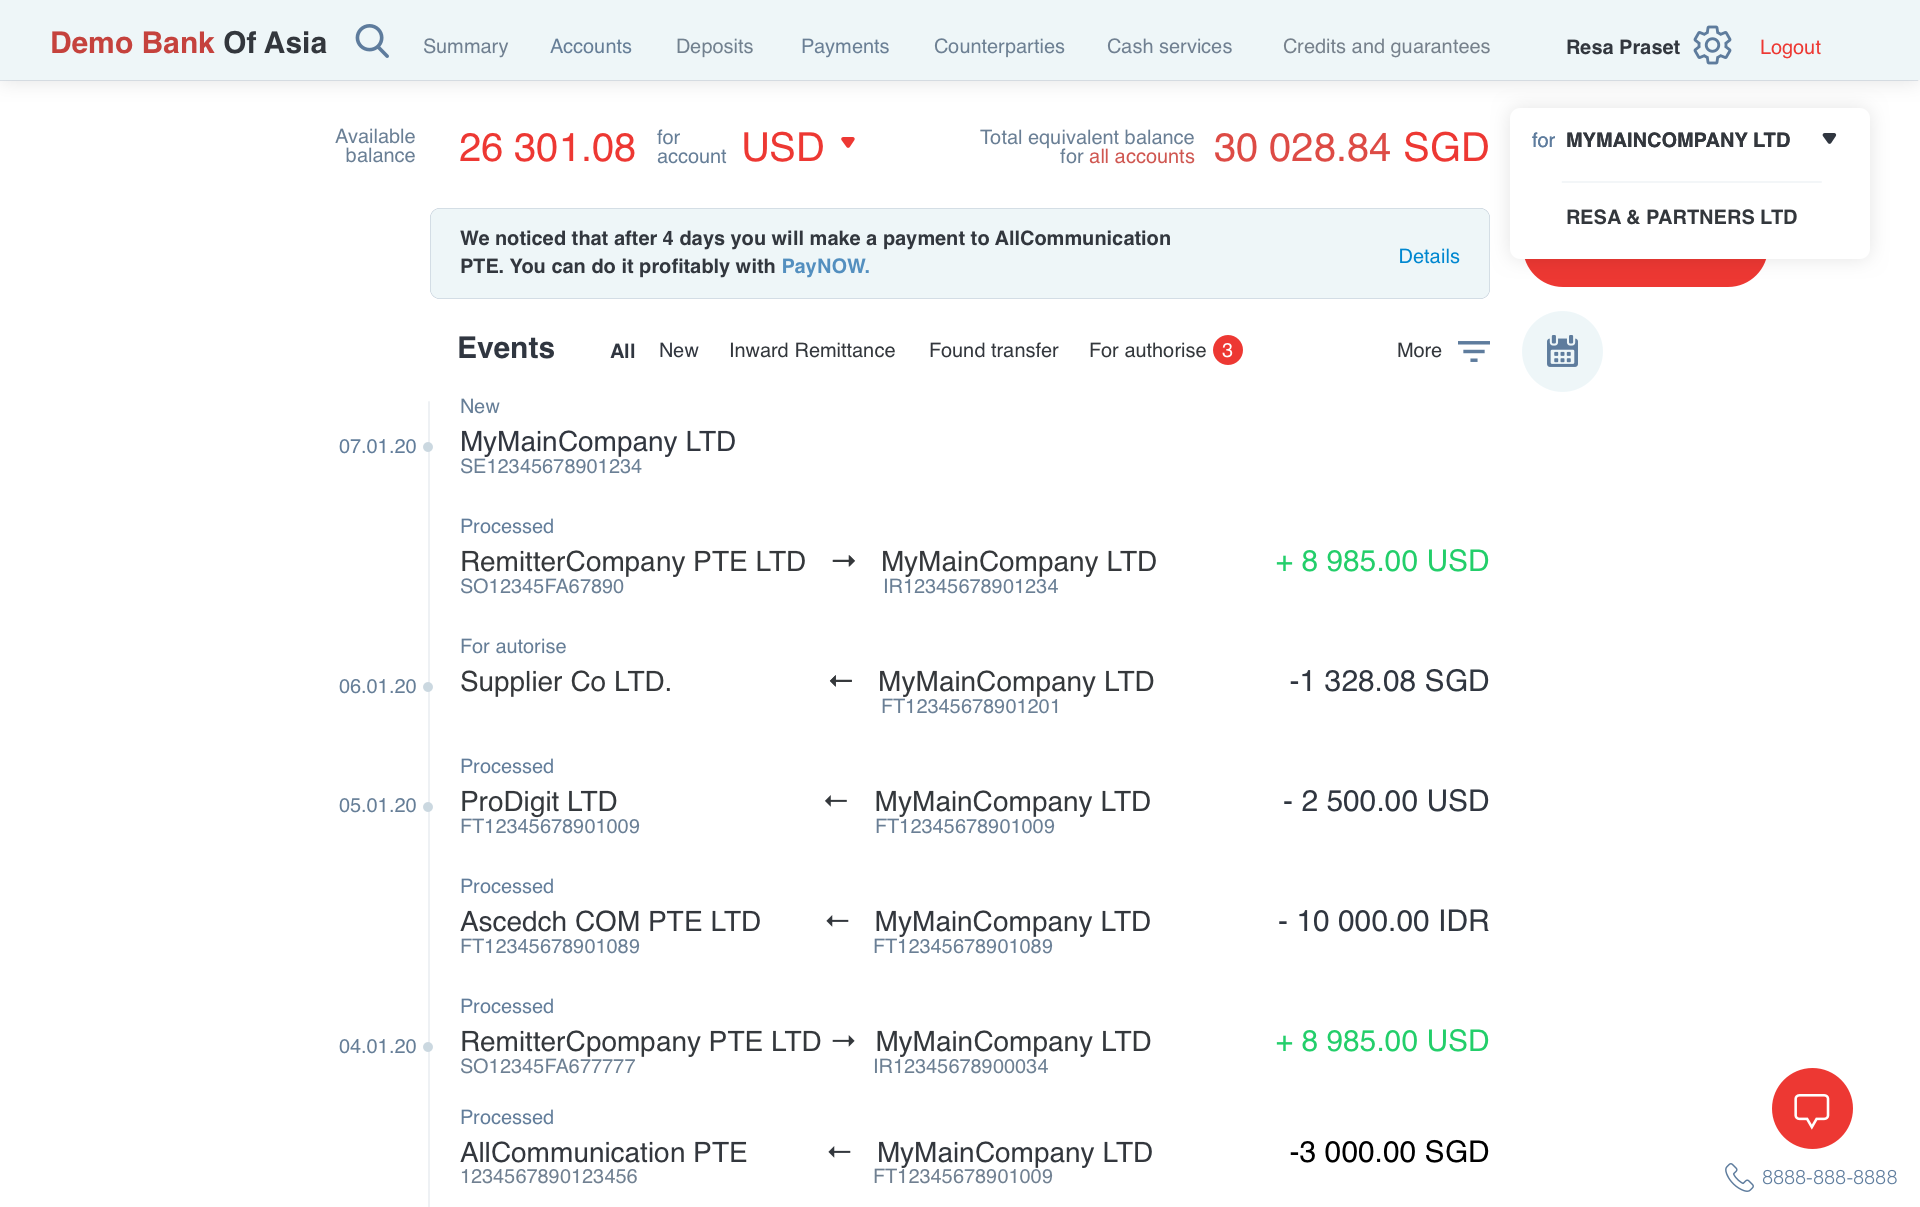 Demo Bank Of Asia
Summary
Accounts
Deposits
Payments
Counterparties
Cash services
Credits and guarantees
Resa Praset
Logout
Available
balance
26 301.08
for
account
USD
Total equivalent balance
for all accounts
30 028.84 SGD
for MYMAINCOMPANY LTD
RESA & PARTNERS LTD
We noticed that after 4 days you will make a payment to AllCommunication
PTE. You can do it profitably with PayNOW.
Details
Events
All
New
Inward Remittance
Found transfer
For authorise 3
More
New
07.01.20
MyMainCompany LTD
SE12345678901234
Processed
RemitterCompany PTE LTD → MyMainCompany LTD + 8 985.00 USD
SO12345FA67890 IR12345678901234
For autorise
06.01.20
Supplier Co LTD. ← MyMainCompany LTD -1 328.08 SGD
FT12345678901201
Processed
05.01.20
ProDigit LTD ← MyMainCompany LTD - 2 500.00 USD
FT12345678901009 FT12345678901009
Processed
Ascedch COM PTE LTD ← MyMainCompany LTD - 10 000.00 IDR
FT12345678901089 FT12345678901089
Processed
04.01.20
RemitterCpompany PTE LTD → MyMainCompany LTD + 8 985.00 USD
SO12345FA677777 IR12345678900034
Processed
AllCommunication PTE ← MyMainCompany LTD -3 000.00 SGD
1234567890123456 FT12345678901009
8888-888-8888